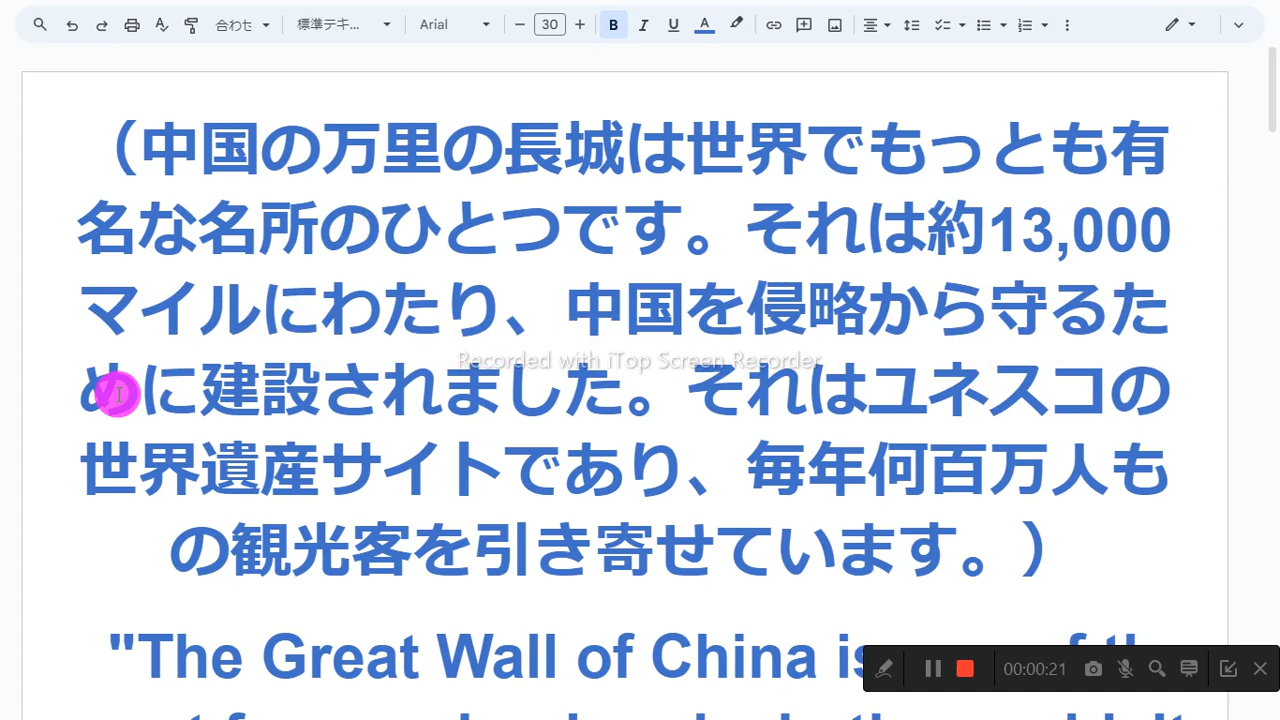 合わせ 標準テキ... Arial − 30 + B I U A
（中国の万里の長城は世界でもっとも有
名な名所のひとつです。それは約13,000
マイルにわたり、中国を侵略から守るた
めに建設されました。それはユネスコの
世界遺産サイトであり、毎年何百万人も
の観光客を引き寄せています。）
Recorded with iTop Screen Recorder
"The Great Wall of China is
00:00:21